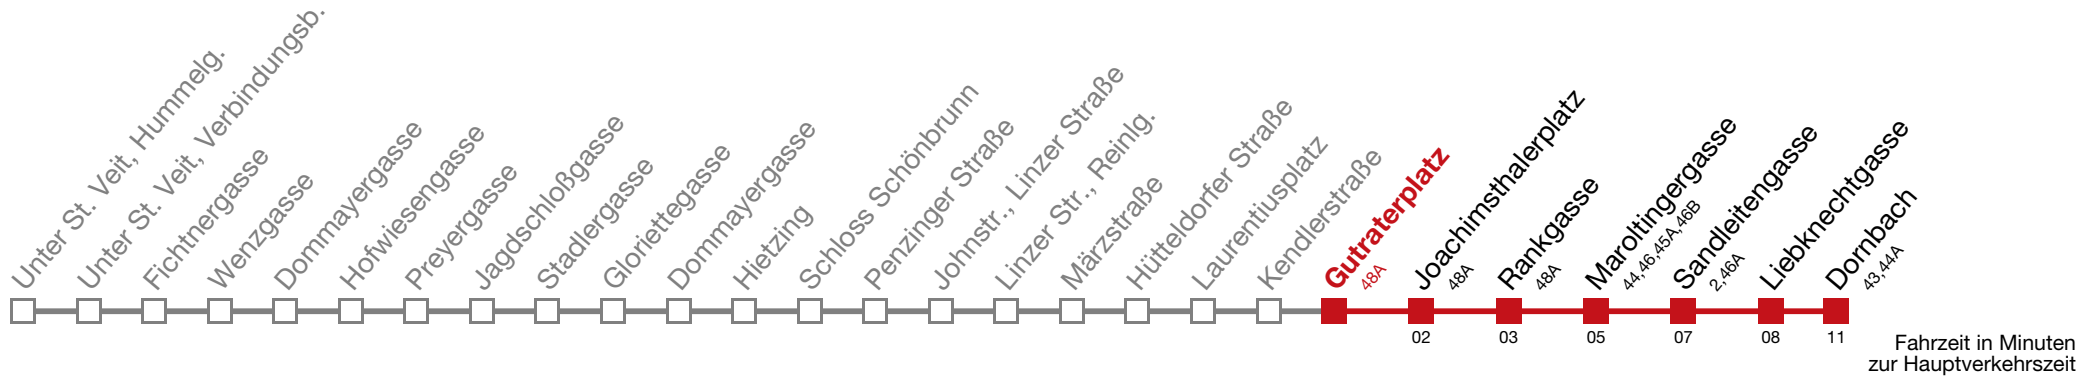 Unter St. Veit, Hummelg.
Unter St. Veit, Verbindungsb.
Fichtnergasse
Wenzgasse
Dommayergasse
Hofwiesengasse
Preyergasse
Jagdschloßgasse
Stadlergasse
Gloriettegasse
Dommayergasse
Hietzing
Schloss Schönbrunn
Penzinger Straße
Johnstr., Linzer Straße
Linzer Str., Reinlg.
Märzstraße
Hütteldorfer Straße
Laurentiusplatz
Kendlerstraße
Gutraterplatz
48A
Joachimsthalerplatz
48A
Rankgasse
48A
Maroltingergasse
44,46,45A,46B
Sandleitengasse
2,46A
Liebknechtgasse
Dornbach
43,44A
02 03 05 07 08 11
Fahrzeit in Minuten
zur Hauptverkehrszeit